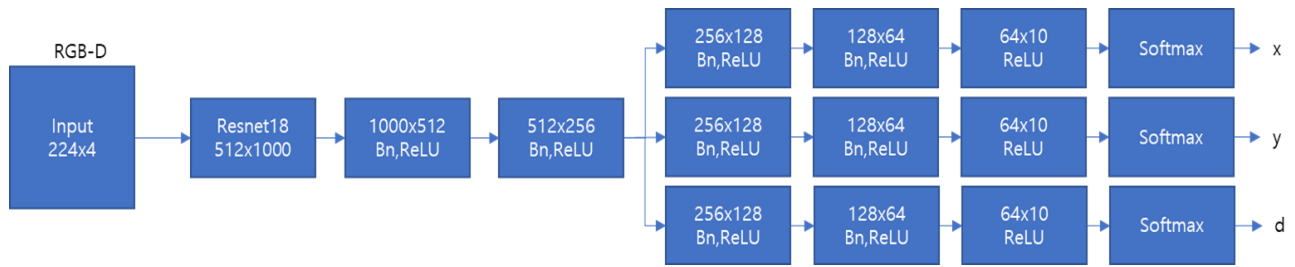 RGB-D
Input
224x4
Resnet18
512x1000
1000x512
Bn,ReLU
512x256
Bn,ReLU
256x128
Bn,ReLU
128x64
Bn,ReLU
64x10
ReLU
Softmax
x
256x128
Bn,ReLU
128x64
Bn,ReLU
64x10
ReLU
Softmax
y
256x128
Bn,ReLU
128x64
Bn,ReLU
64x10
ReLU
Softmax
d